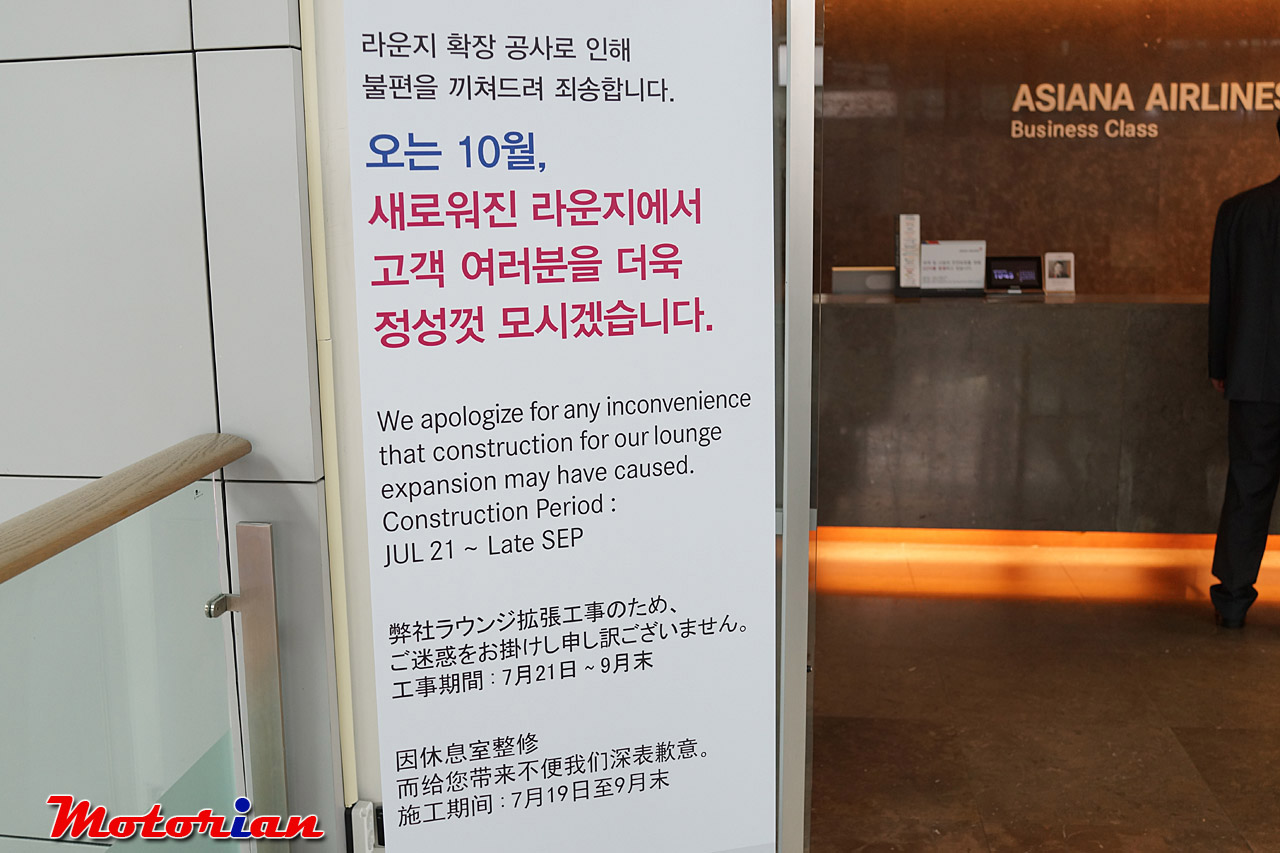 라운지 확장 공사로 인해
불편을 끼쳐드려 죄송합니다.
오는 10월,
새로워진 라운지에서
고객 여러분을 더욱
정성껏 모시겠습니다.
We apologize for any inconvenience
that construction for our lounge
expansion may have caused.
Construction Period :
JUL 21 ~ Late SEP
弊社ラウンジ拡張工事のため、
ご迷惑をお掛けし申し訳ございません。
工事期間 : 7月21日 ~ 9月末
因休息室整修
而给您带来不便我们深表歉意。
施工期间 : 7月19日至9月末
ASIANA AIRLINES
Business Class
Motorian